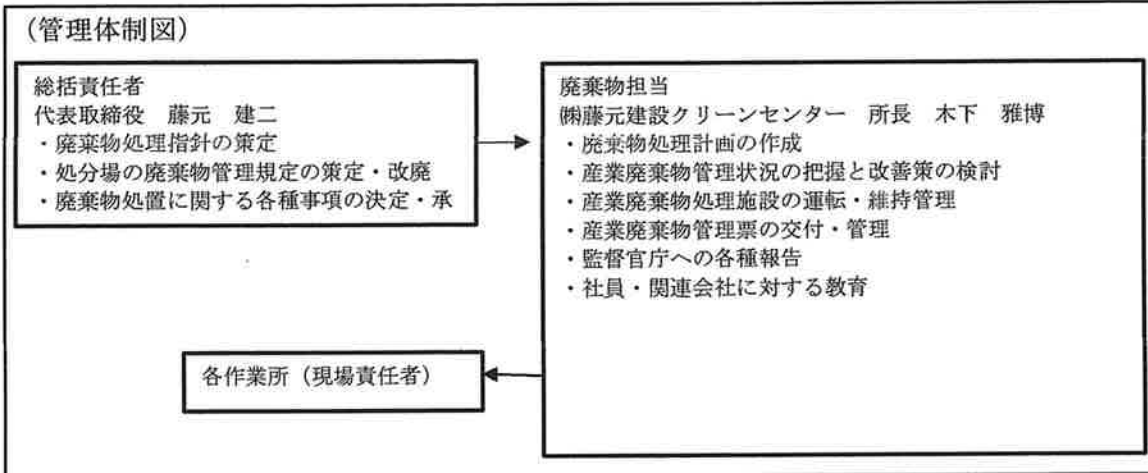 (管理体制図)
総括責任者
代表取締役 藤元 建二
・廃棄物処理指針の策定
・処分場の廃棄物管理規定の策定・改廃
・廃棄物処置に関する各種事項の決定・承
廃棄物担当
㈱藤元建設クリーンセンター 所長 木下 雅博
・廃棄物処理計画の作成
・産業廃棄物管理状況の把握と改善策の検討
・産業廃棄物処理施設の運転・維持管理
・産業廃棄物管理票の交付・管理
・監督官庁への各種報告
・社員・関連会社に対する教育
各作業所(現場責任者)